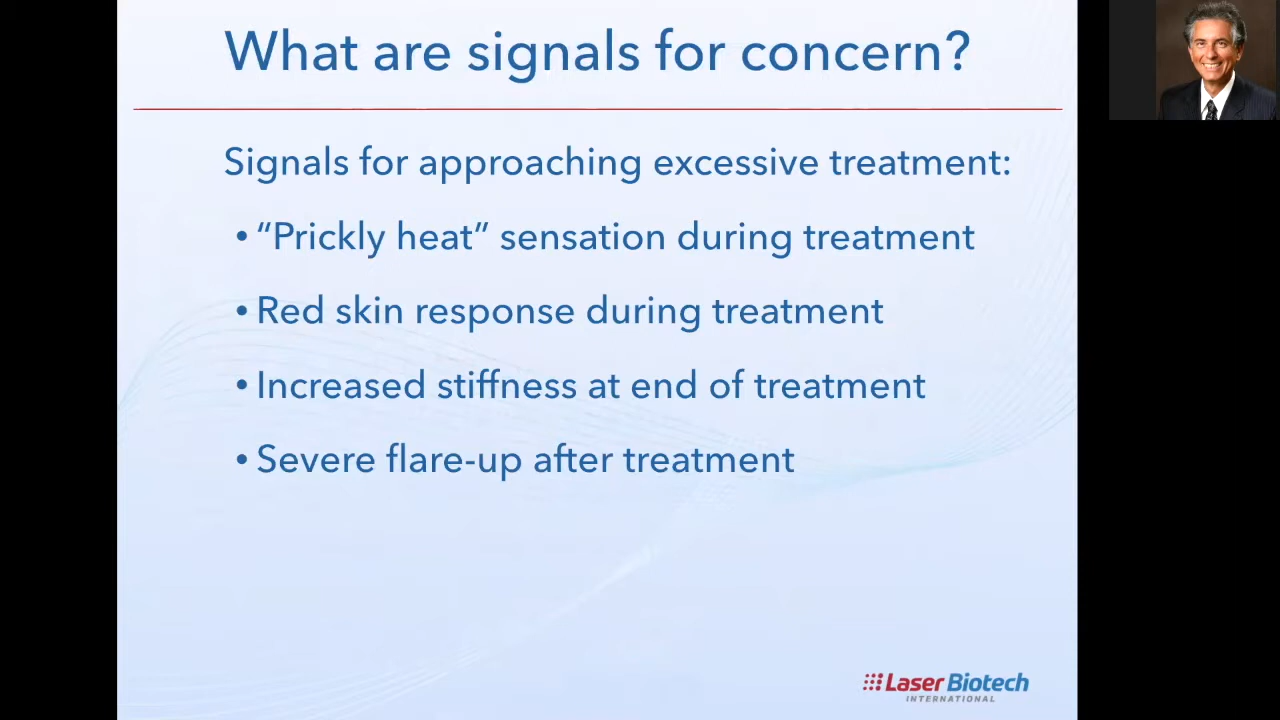 What are signals for concern?
Signals for approaching excessive treatment:
• “Prickly heat” sensation during treatment
• Red skin response during treatment
• Increased stiffness at end of treatment
• Severe flare-up after treatment
Laser Biotech
INTERNATIONAL